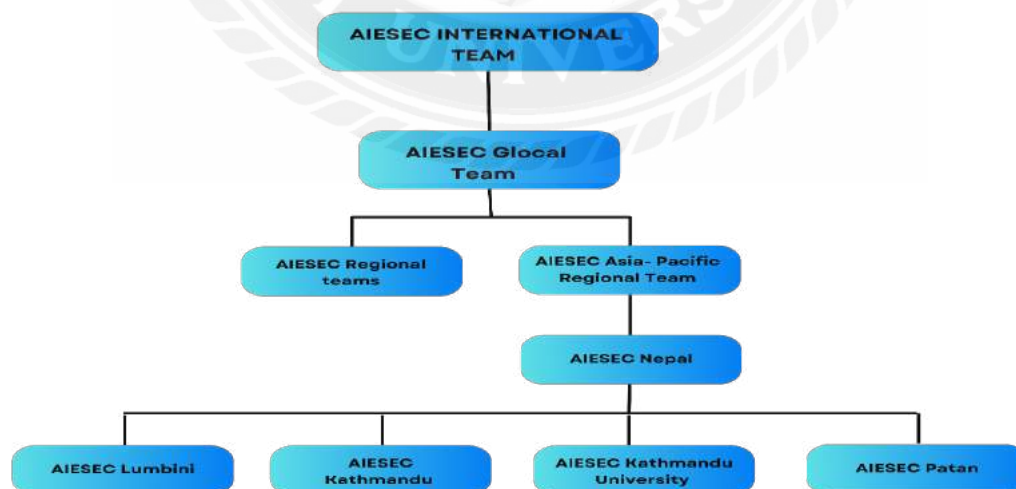 AIESEC INTERNATIONAL
TEAM
UNIVERS
AIESEC Glocal
Team
AIESEC Regional
teams
AIESEC Asia- Pacific
Regional Team
AIESEC Nepal
AIESEC Lumbini
AIESEC
Kathmandu
AIESEC Kathmandu
University
AIESEC Patan